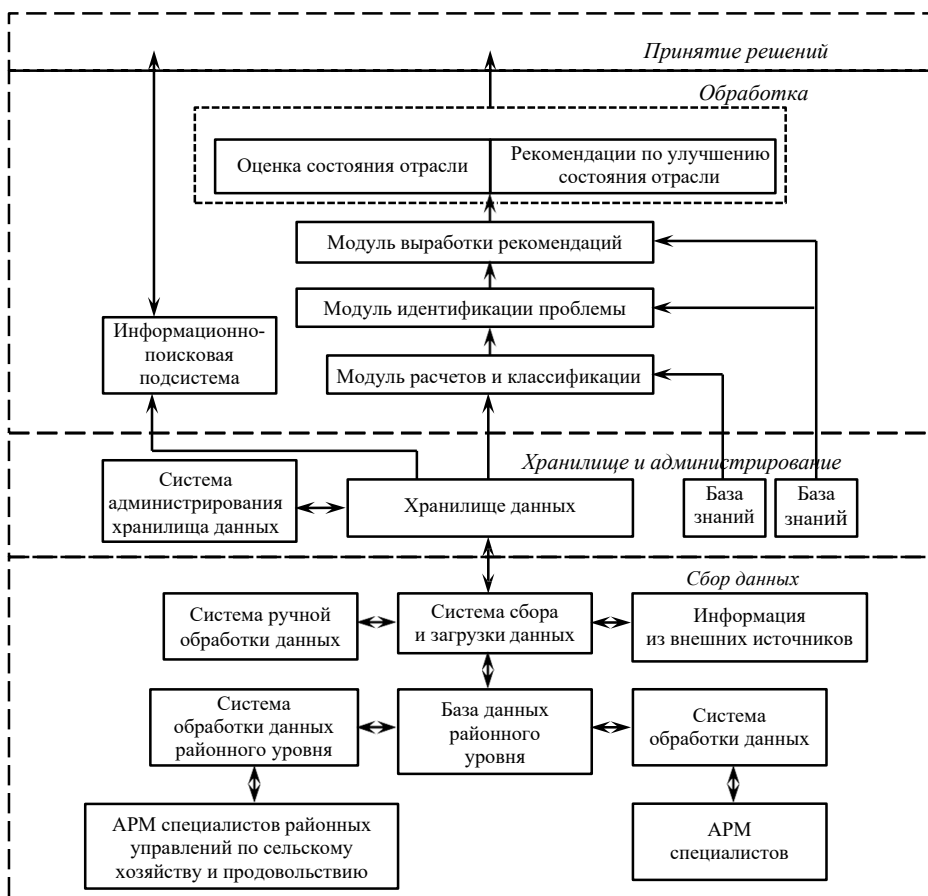 Принятие решений
Обработка
Оценка состояния отрасли
Рекомендации по улучшению
состояния отрасли
Модуль выработки рекомендаций
Модуль идентификации проблемы
Информационно-
поисковая
подсистема
Модуль расчетов и классификации
Хранилище и администрирование
Система
администрирования
хранилища данных
Хранилище данных
База
знаний
База
знаний
Сбор данных
Система ручной
обработки данных
Система сбора
и загрузки данных
Информация
из внешних источников
Система
обработки данных
районного уровня
База данных
районного
уровня
Система
обработки данных
АРМ специалистов районных
управлений по сельскому
хозяйству и продовольствию
АРМ
специалистов